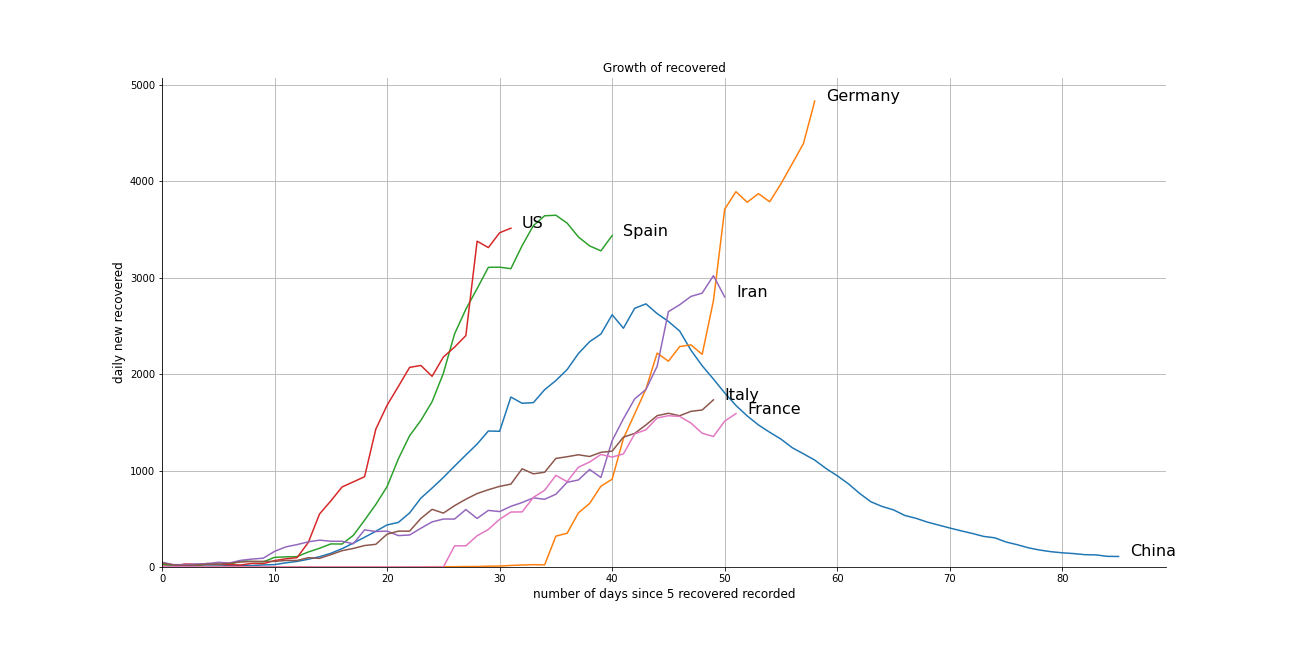 Growth of recovered
5000
4000
3000
2000
1000
0
daily new recovered
Germany
US
Spain
Iran
Italy
France
China
0 10 20 30 40 50 60 70 80
number of days since 5 recovered recorded